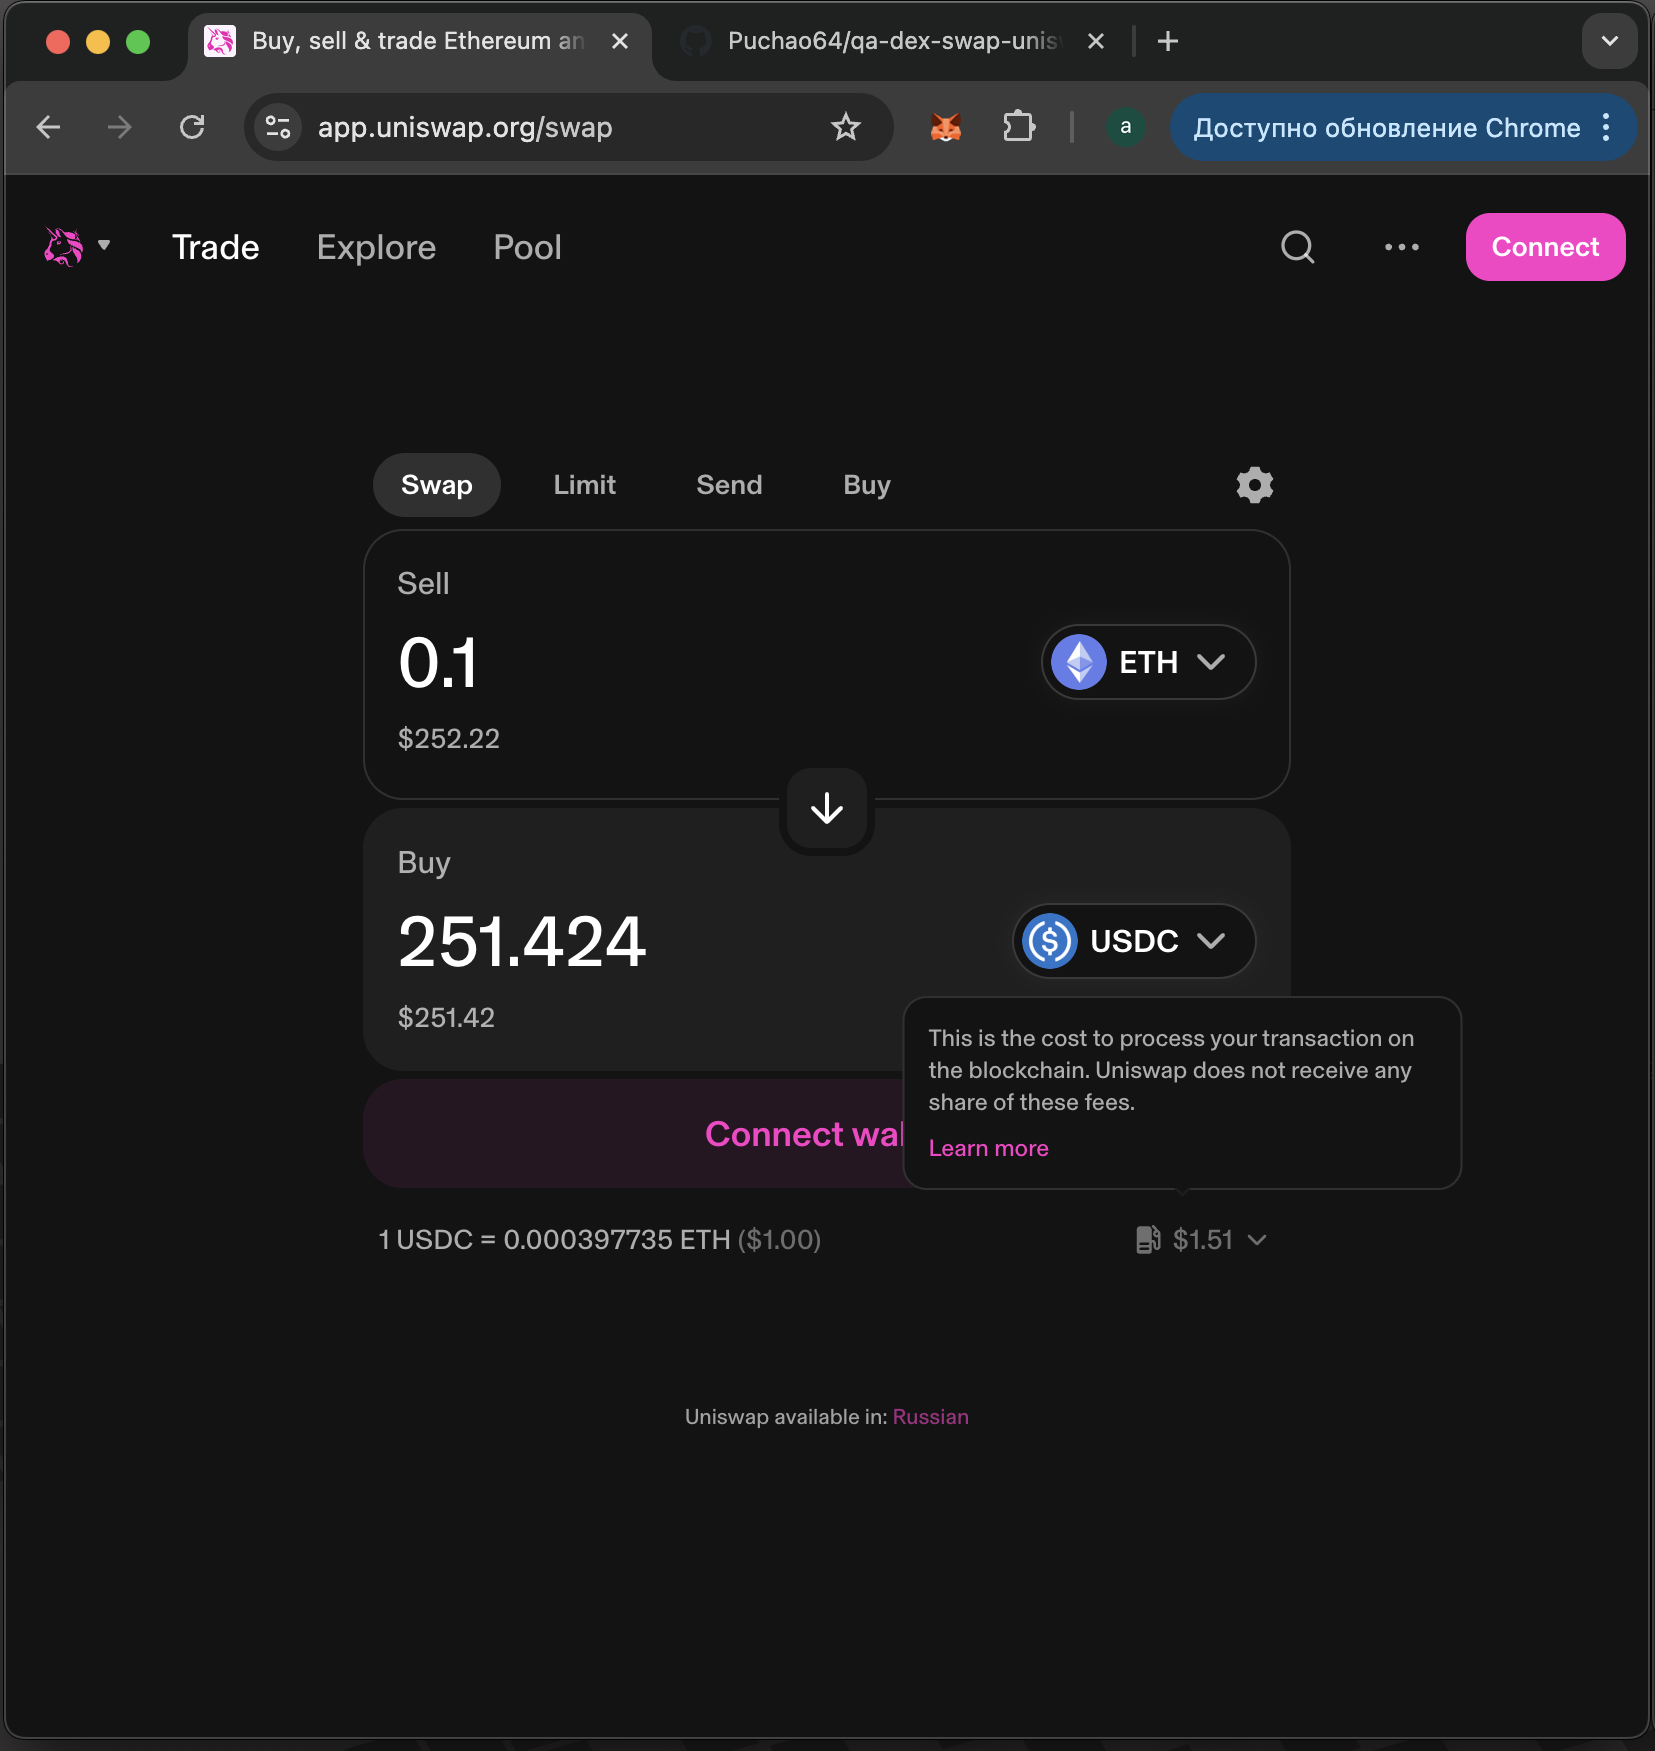 Buy, sell & trade Ethereum an
Puchao64/qa-dex-swap-unis
app.uniswap.org/swap
a
Доступно обновление Chrome
Trade
Explore
Pool
Connect
Swap
Limit
Send
Buy
Sell
0.1
ETH
$252.22
Buy
251.424
USDC
$251.42
This is the cost to process your transaction on
the blockchain. Uniswap does not receive any
share of these fees.
Learn more
Connect wal
1 USDC = 0.000397735 ETH ($1.00)
$1.51
Uniswap available in: Russian